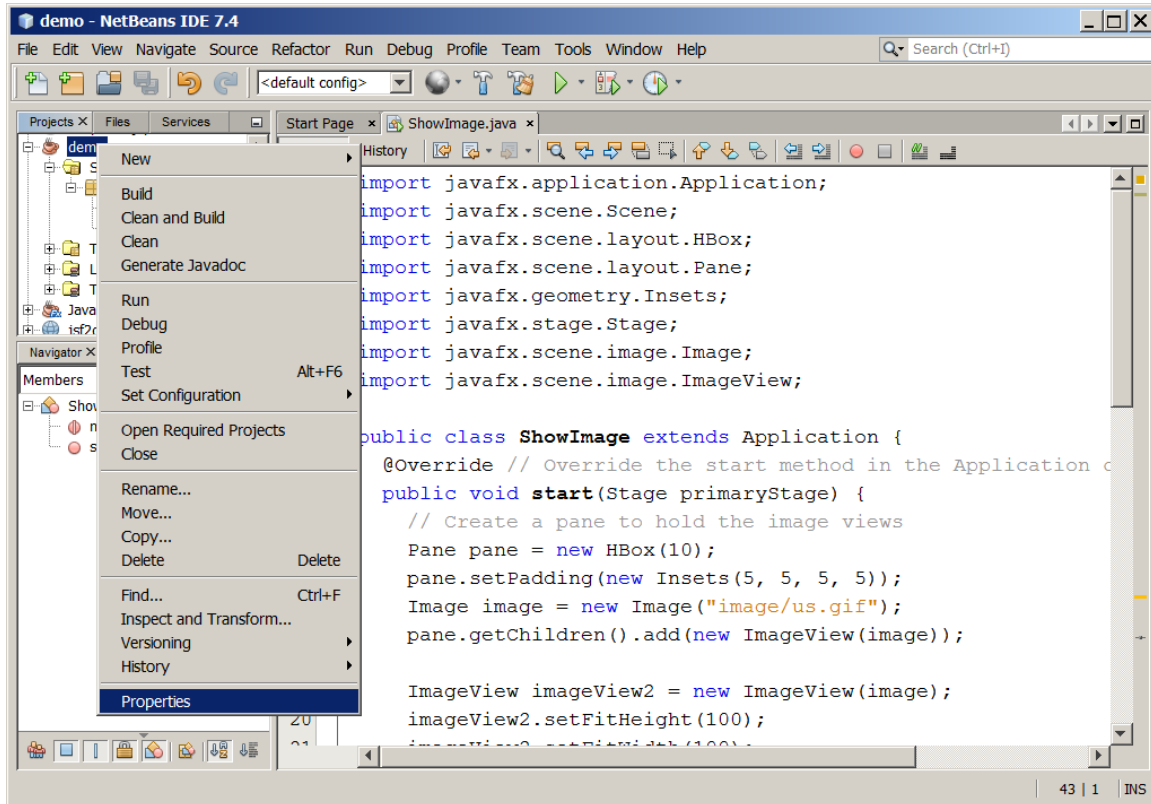 demo - NetBeans IDE 7.4
File Edit View Navigate Source Refactor Run Debug Profile Team Tools Window Help
Search (Ctrl+I)
<default config>
Projects Files Services
Start Page ShowImage.java
History
dem
S
T
L
T
Java
jsf2
Navigator
Members
Show
New
Build
Clean and Build
Clean
Generate Javadoc
Run
Debug
Profile
Test Alt+F6
Set Configuration
Open Required Projects
Close
Rename...
Move...
Copy...
Delete Delete
Find... Ctrl+F
Inspect and Transform...
Versioning
History
Properties
import javafx.application.Application;
import javafx.scene.Scene;
import javafx.scene.layout.HBox;
import javafx.scene.layout.Pane;
import javafx.geometry.Insets;
import javafx.stage.Stage;
import javafx.scene.image.Image;
import javafx.scene.image.ImageView;
public class ShowImage extends Application {
@Override // Override the start method in the Application c
public void start(Stage primaryStage) {
// Create a pane to hold the image views
Pane pane = new HBox(10);
pane.setPadding(new Insets(5, 5, 5, 5));
Image image = new Image("image/us.gif");
pane.getChildren().add(new ImageView(image));
ImageView imageView2 = new ImageView(image);
20 imageView2.setFitHeight(100);
21 imageView2.setFitWidth(100);
43 | 1 INS